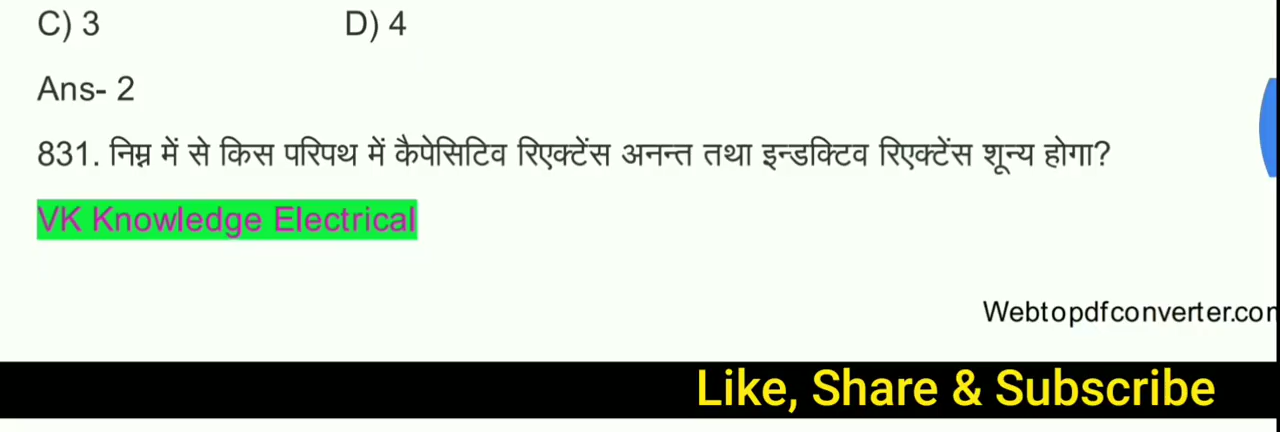 C) 3 D) 4
Ans- 2
831. निम्न में से किस परिपथ में कैपेसिटिव रिएक्टेंस अनन्त तथा इन्डक्टिव रिएक्टेंस शून्य होगा?
VK Knowledge Electrical
Webtopdfconverter.con
Like, Share & Subscribe